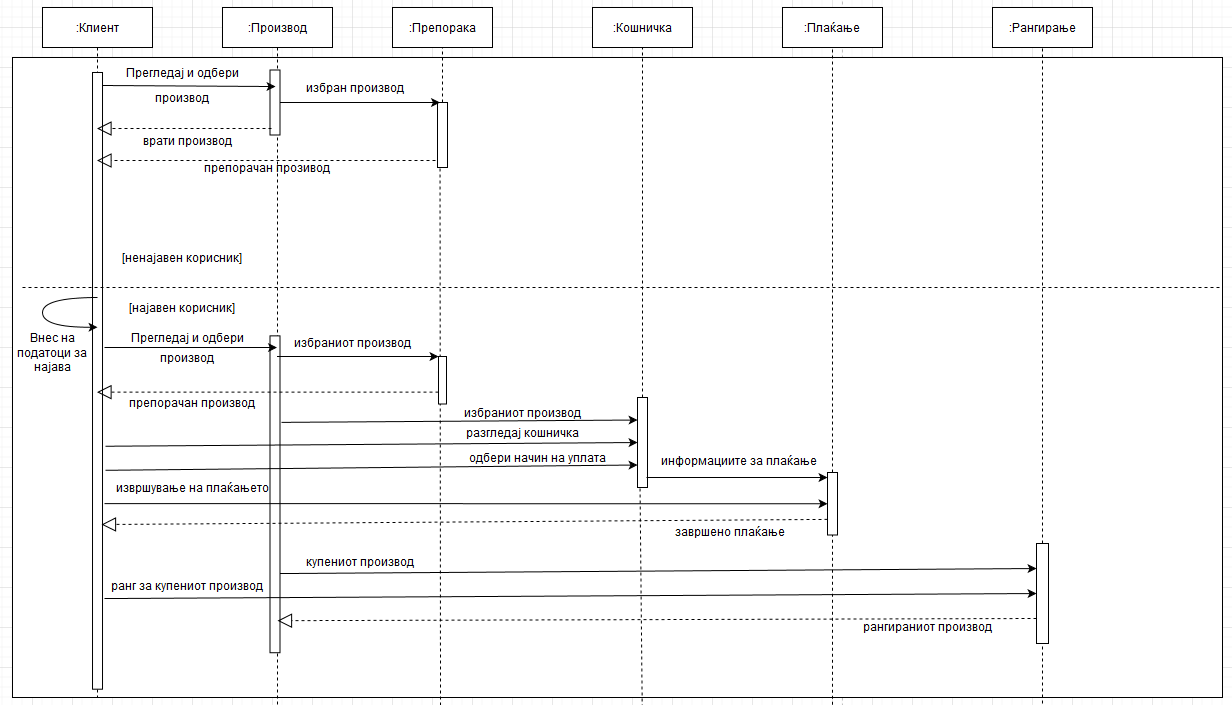 :Клиент
:Производ
:Препорака
:Кошничка
:Плаќање
:Рангирање
Прегледај и одбери
производ
избран производ
врати производ
препорачан прозивод
[ненајавен корисник]
[најавен корисник]
Внес на
податоци за
најава
Прегледај и одбери
производ
избраниот производ
препорачан производ
избраниот производ
разгледај кошничка
одбери начин на уплата
информациите за плаќање
извршување на плаќањето
завршено плаќање
купениот производ
ранг за купениот производ
рангираниот производ